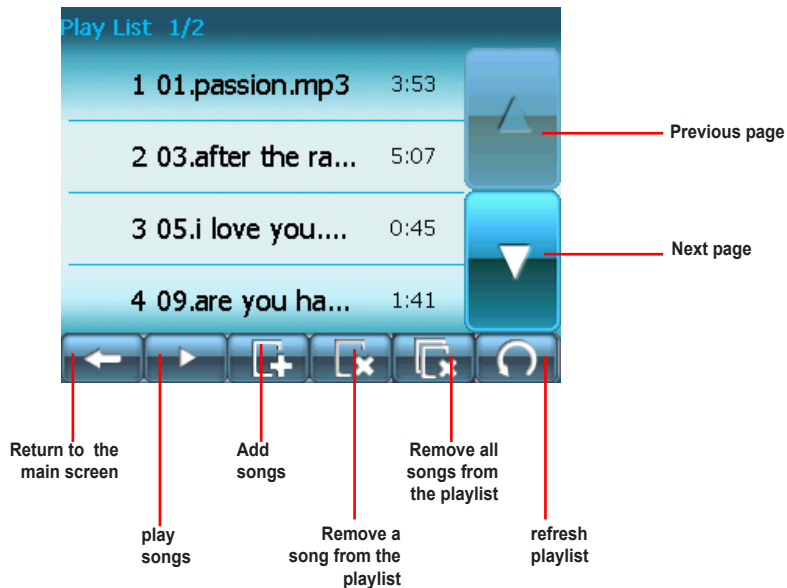 Play List 1/2
1 01.passion.mp3 3:53
2 03.after the ra... 5:07
3 05.i love you.... 0:45
4 09.are you ha... 1:41
Previous page
Next page
Return to the
main screen
Add
songs
Remove all
songs from
the playlist
play
songs
Remove a
song from the
playlist
refresh
playlist